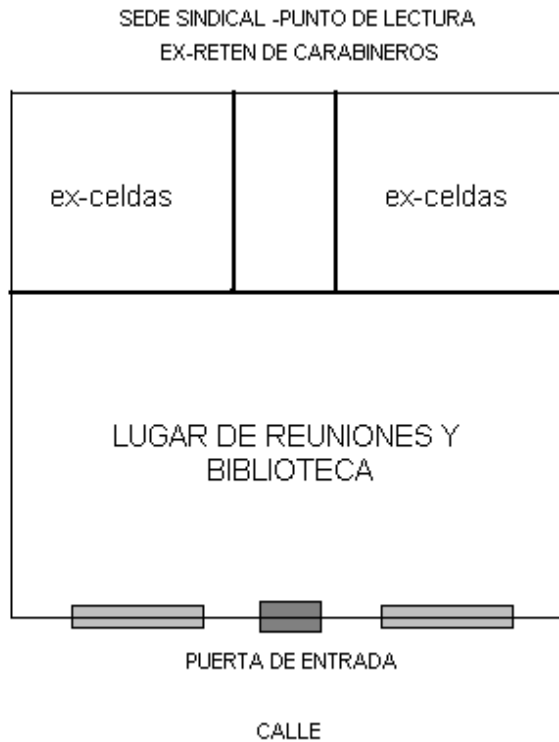 SEDE SINDICAL -PUNTO DE LECTURA
EX-RETEN DE CARABINEROS
ex-celdas
ex-celdas
LUGAR DE REUNIONES Y
BIBLIOTECA
PUERTA DE ENTRADA
CALLE